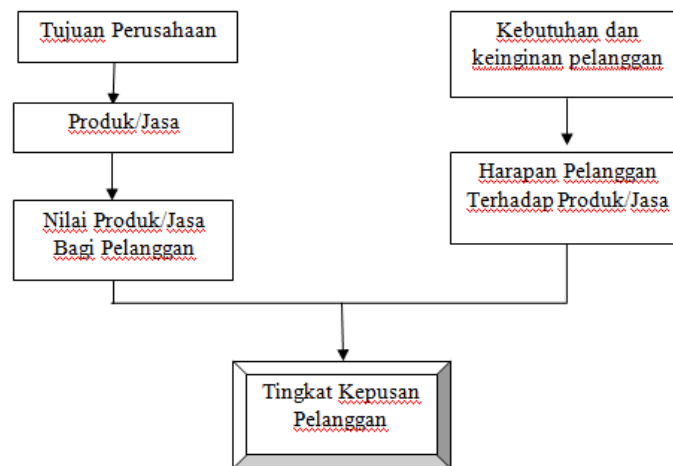 Tujuan Perusahaan
Kebutuhan dan
keinginan pelanggan
Produk/Jasa
Harapan Pelanggan
Terhadap Produk/Jasa
Nilai Produk/Jasa
Bagi Pelanggan
Tingkat Kepusan
Pelanggan